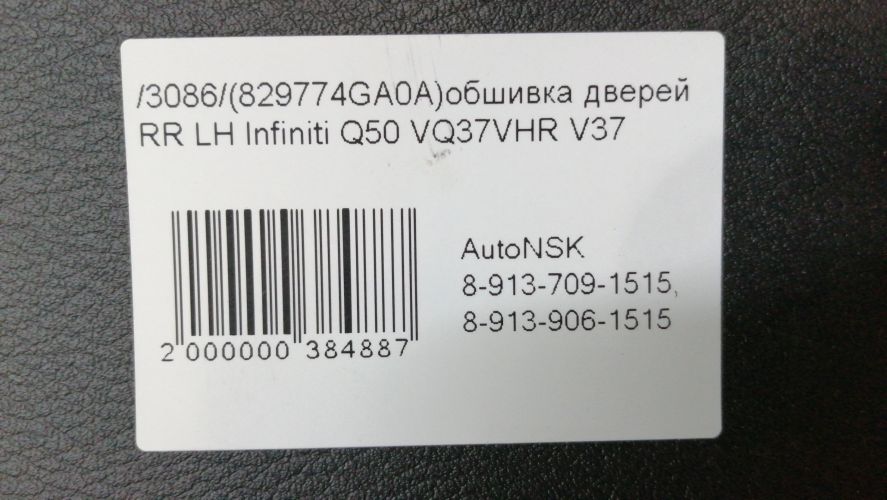 /3086/(829774GA0A)обшивка дверей
RR LH Infiniti Q50 VQ37VHR V37
AutoNSK
8-913-709-1515,
8-913-906-1515
2 000000 384887